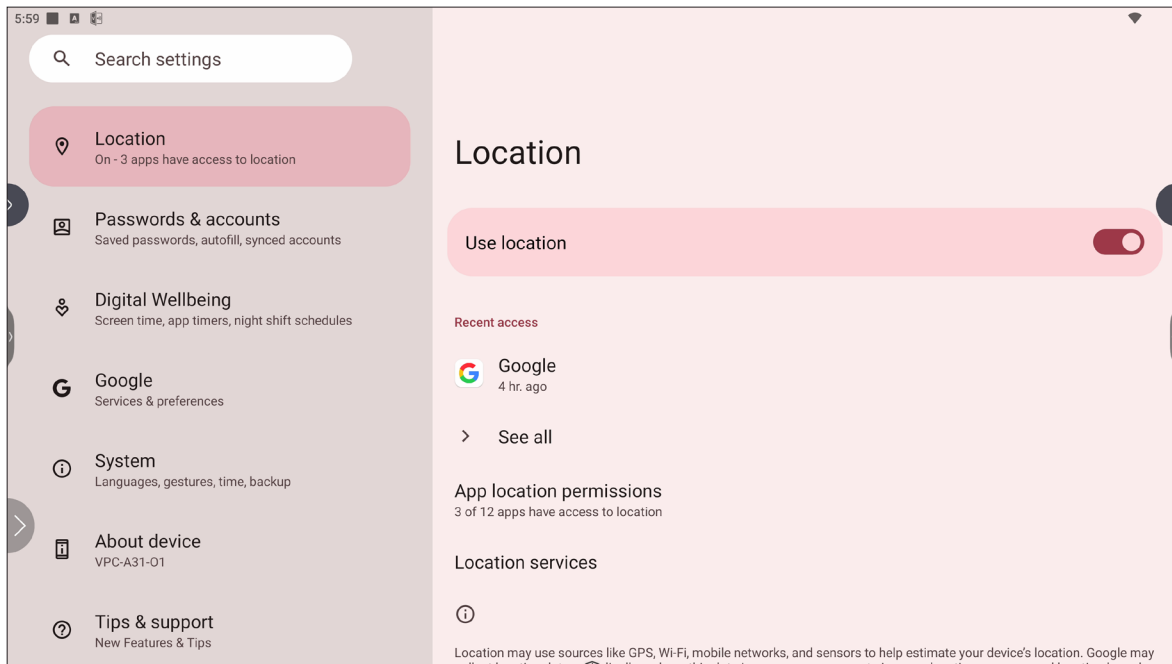 5:59
Search settings
Location
On - 3 apps have access to location
Passwords & accounts
Saved passwords, autofill, synced accounts
Digital Wellbeing
Screen time, app timers, night shift schedules
Google
Services & preferences
System
Languages, gestures, time, backup
About device
VPC-A31-O1
Tips & support
New Features & Tips
Location
Use location
Recent access
Google
4 hr. ago
See all
App location permissions
3 of 12 apps have access to location
Location services
Location may use sources like GPS, Wi-Fi, mobile networks, and sensors to help estimate your device's location. Google may